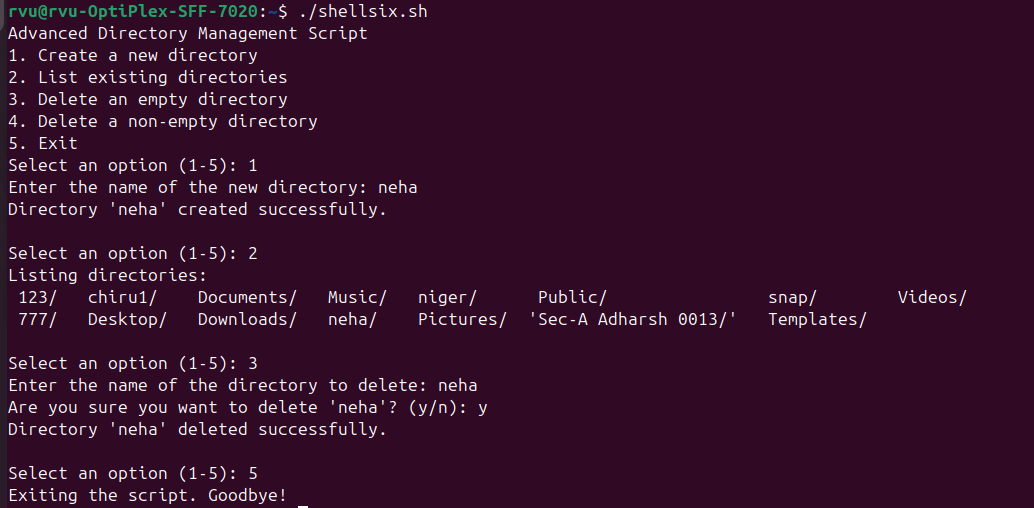 rvu@rvu-OptiPlex-SFF-7020:~$ ./shellsix.sh
Advanced Directory Management Script
1. Create a new directory
2. List existing directories
3. Delete an empty directory
4. Delete a non-empty directory
5. Exit
Select an option (1-5): 1
Enter the name of the new directory: neha
Directory 'neha' created successfully.

Select an option (1-5): 2
Listing directories:
 123/   chiru1/    Documents/   Music/   niger/      Public/                snap/        Videos/
 777/   Desktop/   Downloads/   neha/    Pictures/  'Sec-A Adharsh 0013/'   Templates/

Select an option (1-5): 3
Enter the name of the directory to delete: neha
Are you sure you want to delete 'neha'? (y/n): y
Directory 'neha' deleted successfully.

Select an option (1-5): 5
Exiting the script. Goodbye!